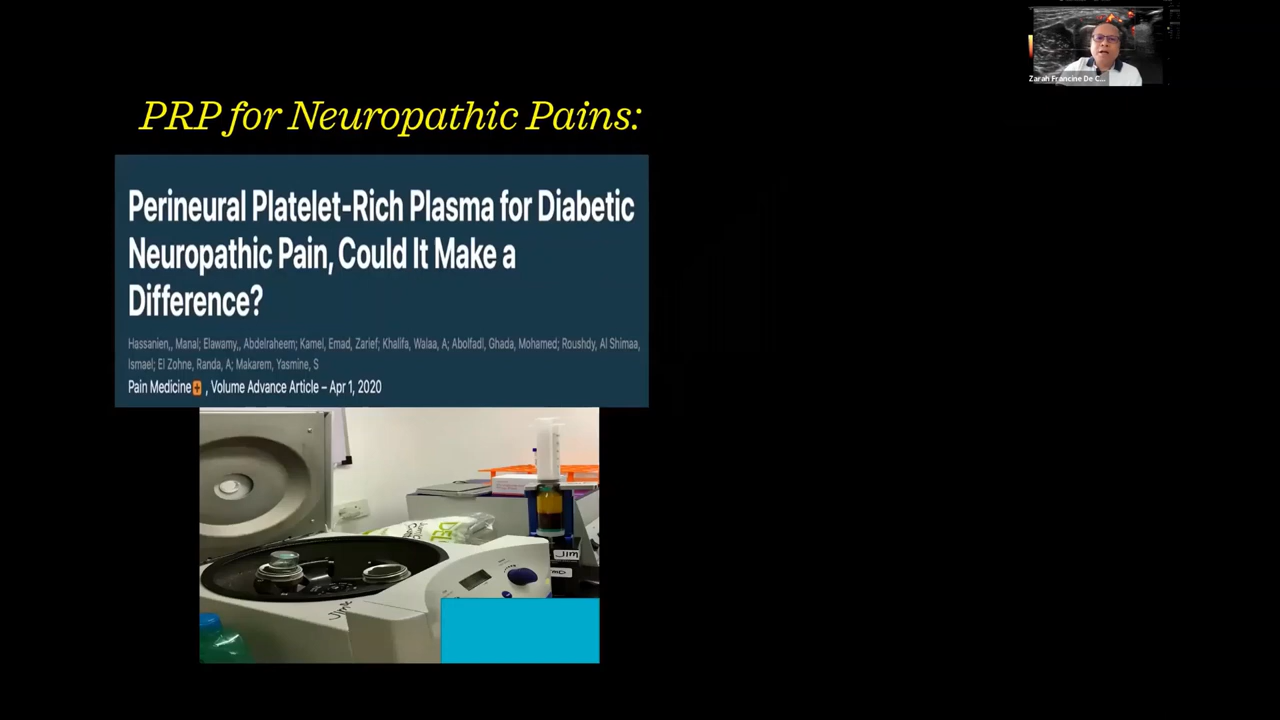 Zarah Francine De C...
PRP for Neuropathic Pains:
Perineural Platelet-Rich Plasma for Diabetic
Neuropathic Pain, Could It Make a
Difference?
Hassanien,, Manal; Elawamy,, Abdelraheem; Kamel, Emad, Zarief; Khalifa, Walaa, A; Abolfadl, Ghada, Mohamed; Roushdy, Al Shimaa,
Ismael; El Zohne, Randa, A; Makarem, Yasmine, S
Pain Medicine + , Volume Advance Article – Apr 1, 2020
JIM